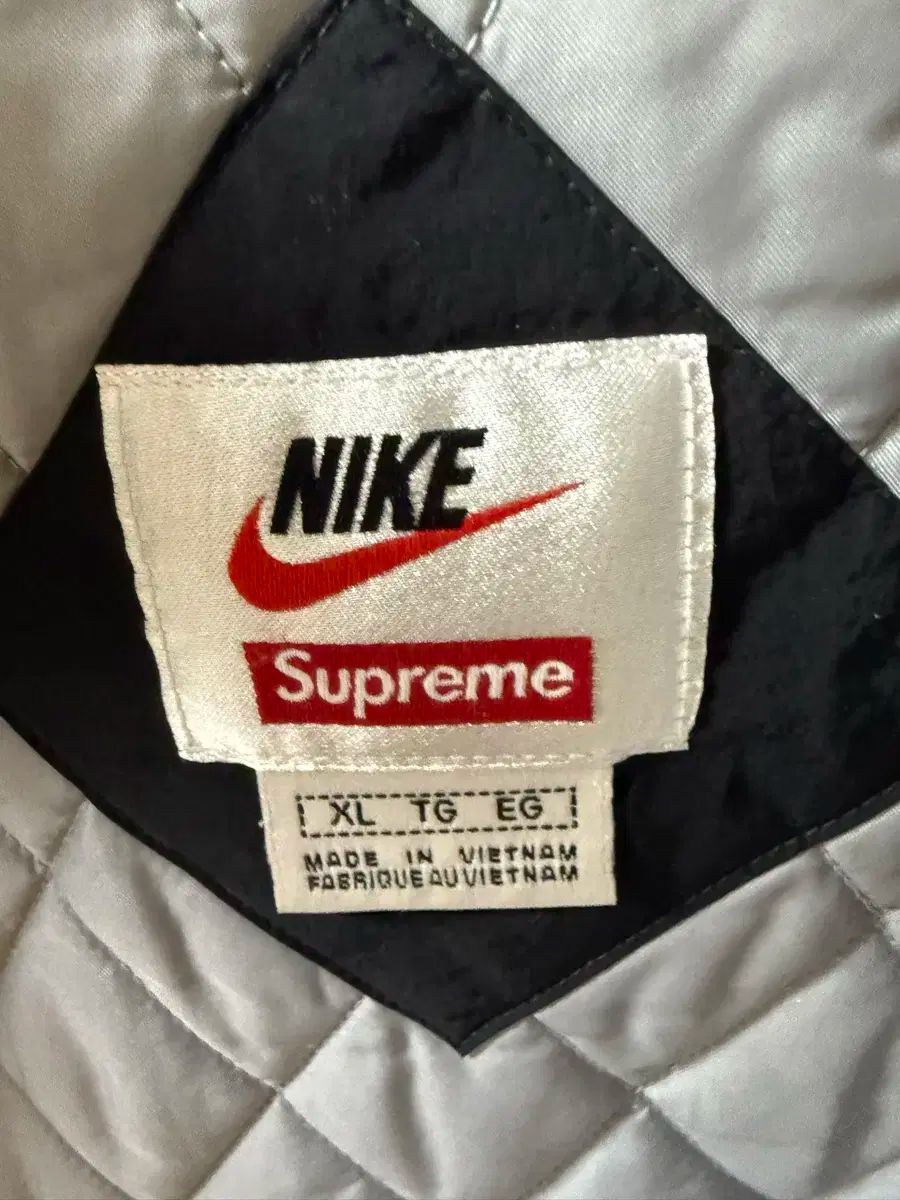 NIKE
Supreme
XL TG EG
MADE IN VIETNAM
FABRIQUE AU VIETNAM